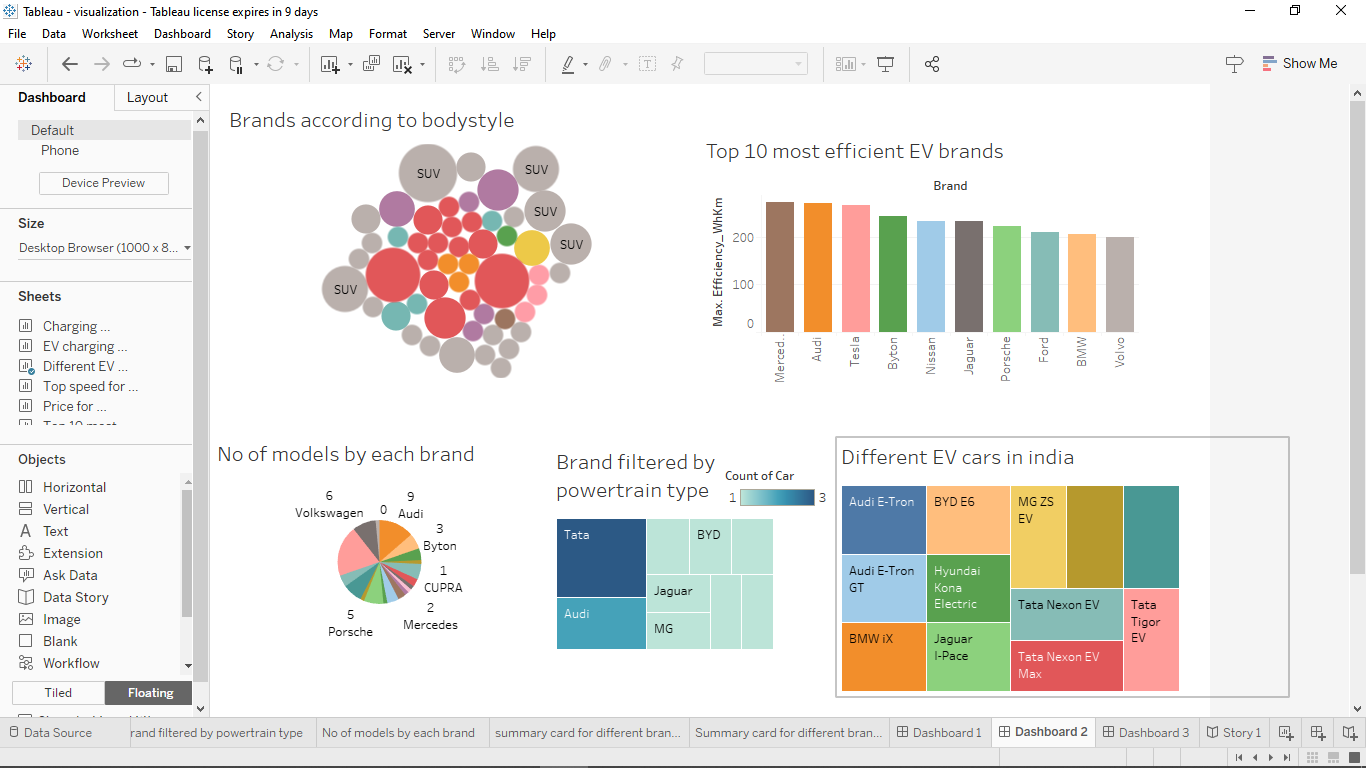 Tableau - visualization - Tableau license expires in 9 days
File Data Worksheet Dashboard Story Analysis Map Format Server Window Help
Show Me
Dashboard
Layout
Default
Phone
Device Preview
Size
Desktop Browser (1000 x 8...
Sheets
Charging ...
EV charging ...
Different EV ...
Top speed for ...
Price for ...
Top 10 most
Objects
Horizontal
Vertical
Text
Extension
Ask Data
Data Story
Image
Blank
Workflow
Tiled
Floating
Brands according to bodystyle
SUV
SUV
SUV
SUV
SUV
Top 10 most efficient EV brands
Brand
Max. Efficiency_WhKm
200
100
0
Merced..
Audi
Tesla
Byton
Nissan
Jaguar
Porsche
Ford
BMW
Volvo
No of models by each brand
6
Volkswagen
0
9
Audi
3
Byton
1
CUPRA
2
Mercedes
5
Porsche
Brand filtered by
powertrain type
Count of Car
1
3
Tata
BYD
Jaguar
Audi
MG
Different EV cars in india
Audi E-Tron
BYD E6
MG ZS
EV
Audi E-Tron
GT
Hyundai
Kona
Electric
Tata Nexon EV
Tata
Tigor
EV
BMW iX
Jaguar
I-Pace
Tata Nexon EV
Max
Data Source
rand filtered by powertrain type
No of models by each brand
summary card for different bran...
Summary card for different bran...
Dashboard 1
Dashboard 2
Dashboard 3
Story 1